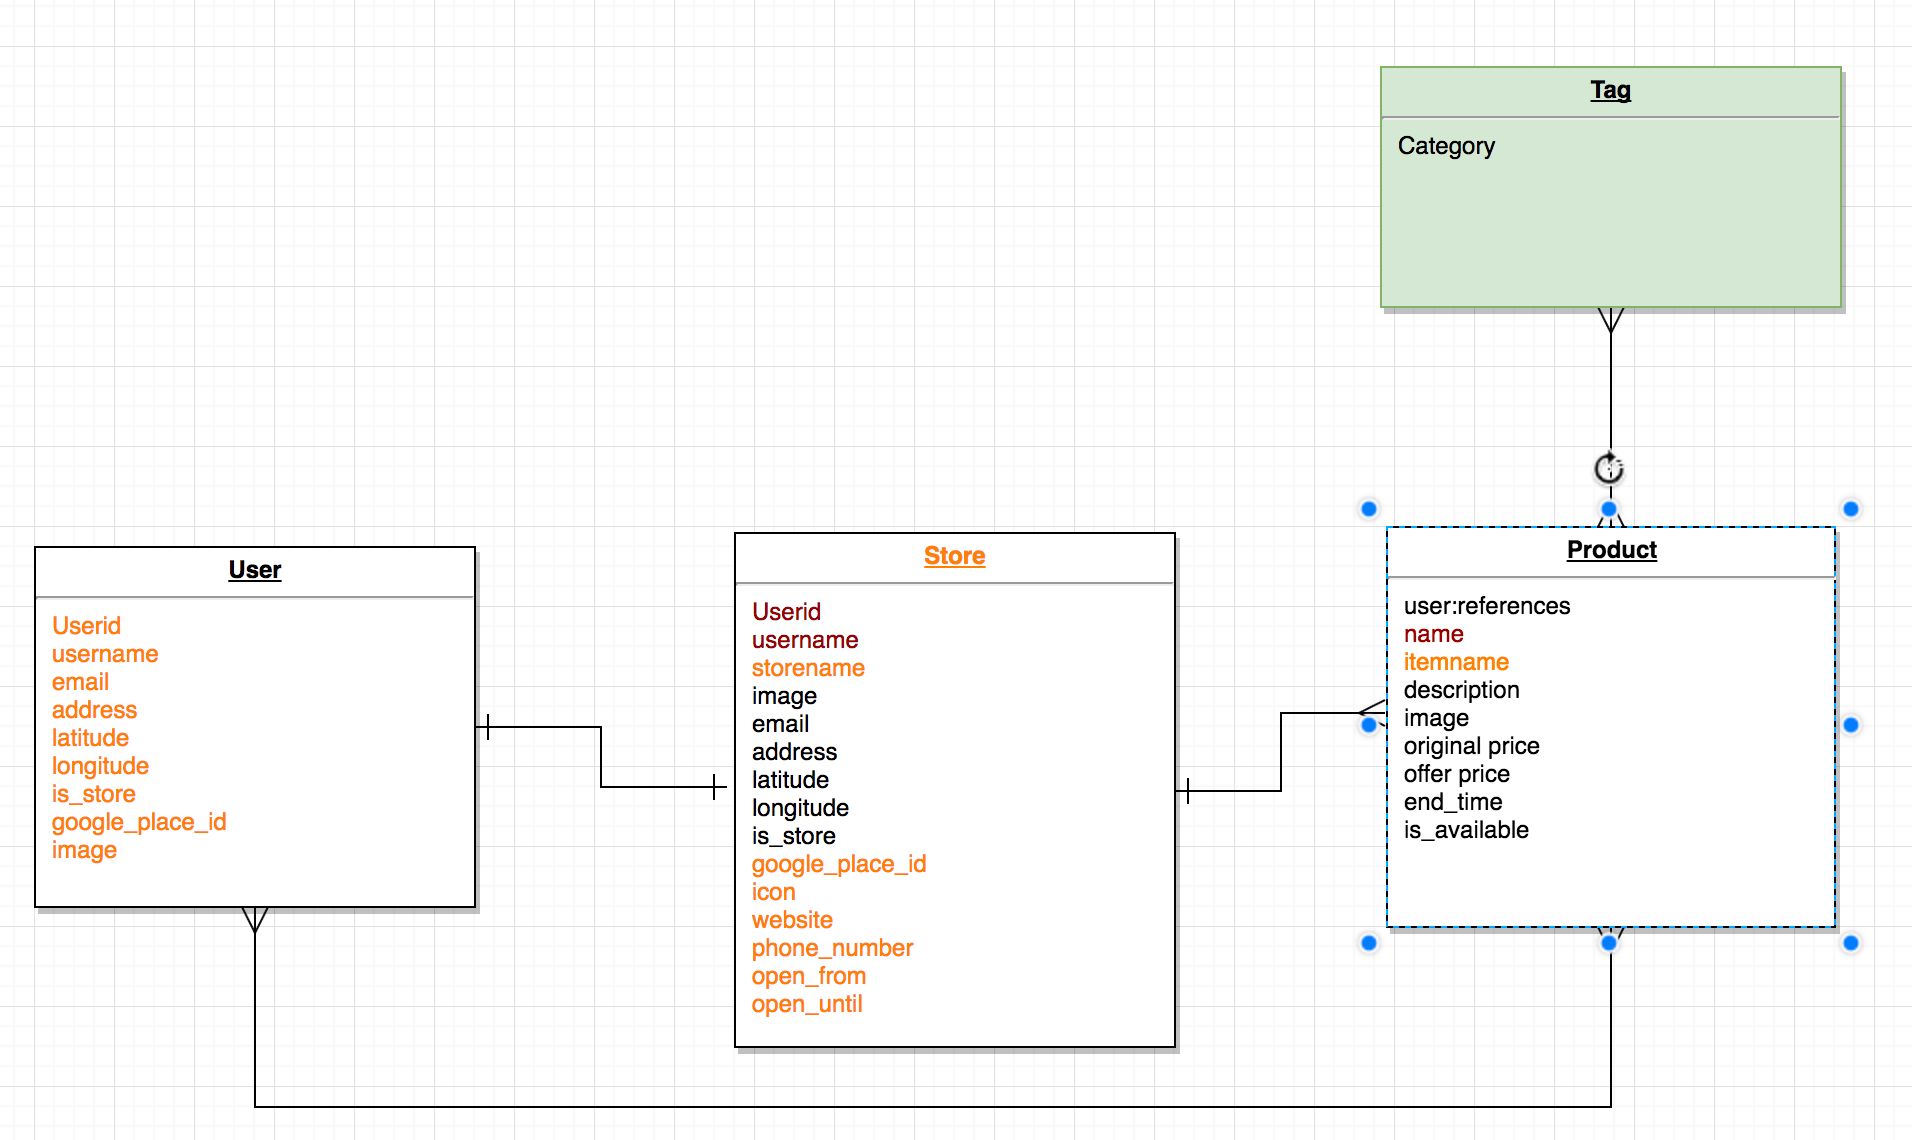 Tag
Category
User
Userid
username
email
address
latitude
longitude
is_store
google_place_id
image
Store
Userid
username
storename
image
email
address
latitude
longitude
is_store
google_place_id
icon
website
phone_number
open_from
open_until
Product
user:references
name
itemname
description
image
original price
offer price
end_time
is_available